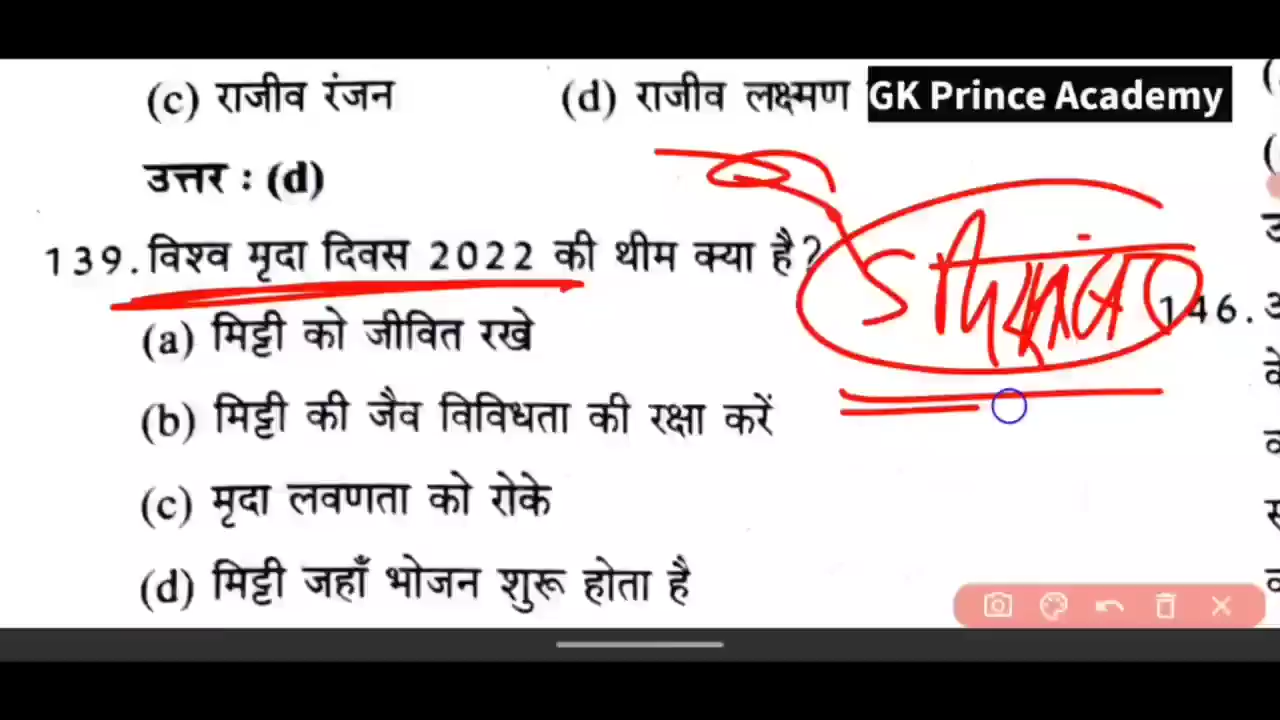 (c) राजीव रंजन (d) राजीव लक्ष्मण GK Prince Academy
उत्तर : (d)
139. विश्व मृदा दिवस 2022 की थीम क्या है?
5
146.
(a) मिट्टी को जीवित रखे
(b) मिट्टी की जैव विविधता की रक्षा करें
(c) मृदा लवणता को रोके
(d) मिट्टी जहाँ भोजन शुरू होता है